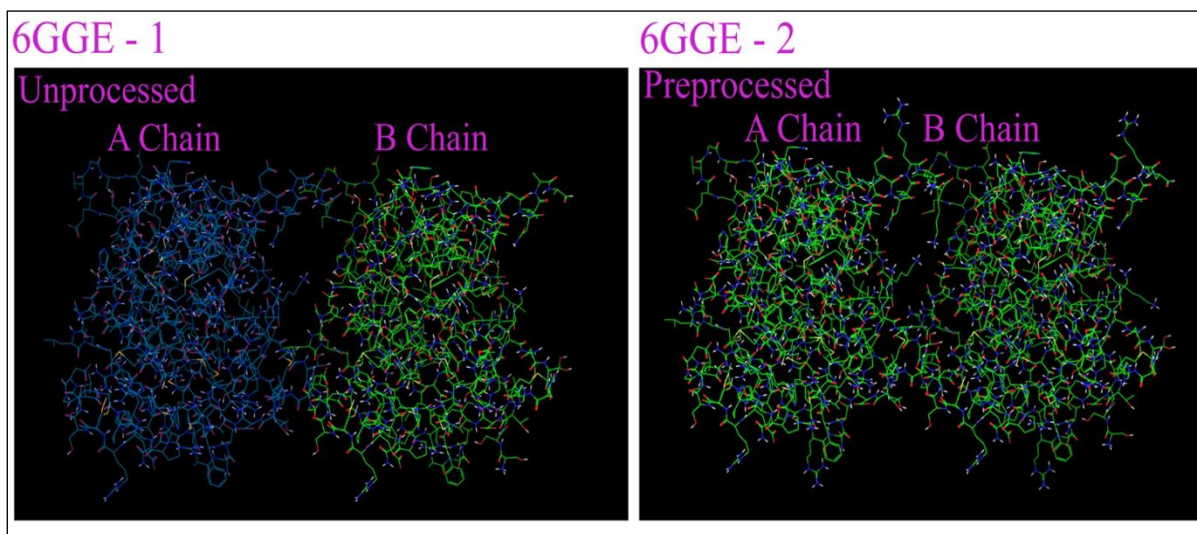 6GGE - 1
Unprocessed
A Chain
B Chain
6GGE - 2
Preprocessed
A Chain
B Chain